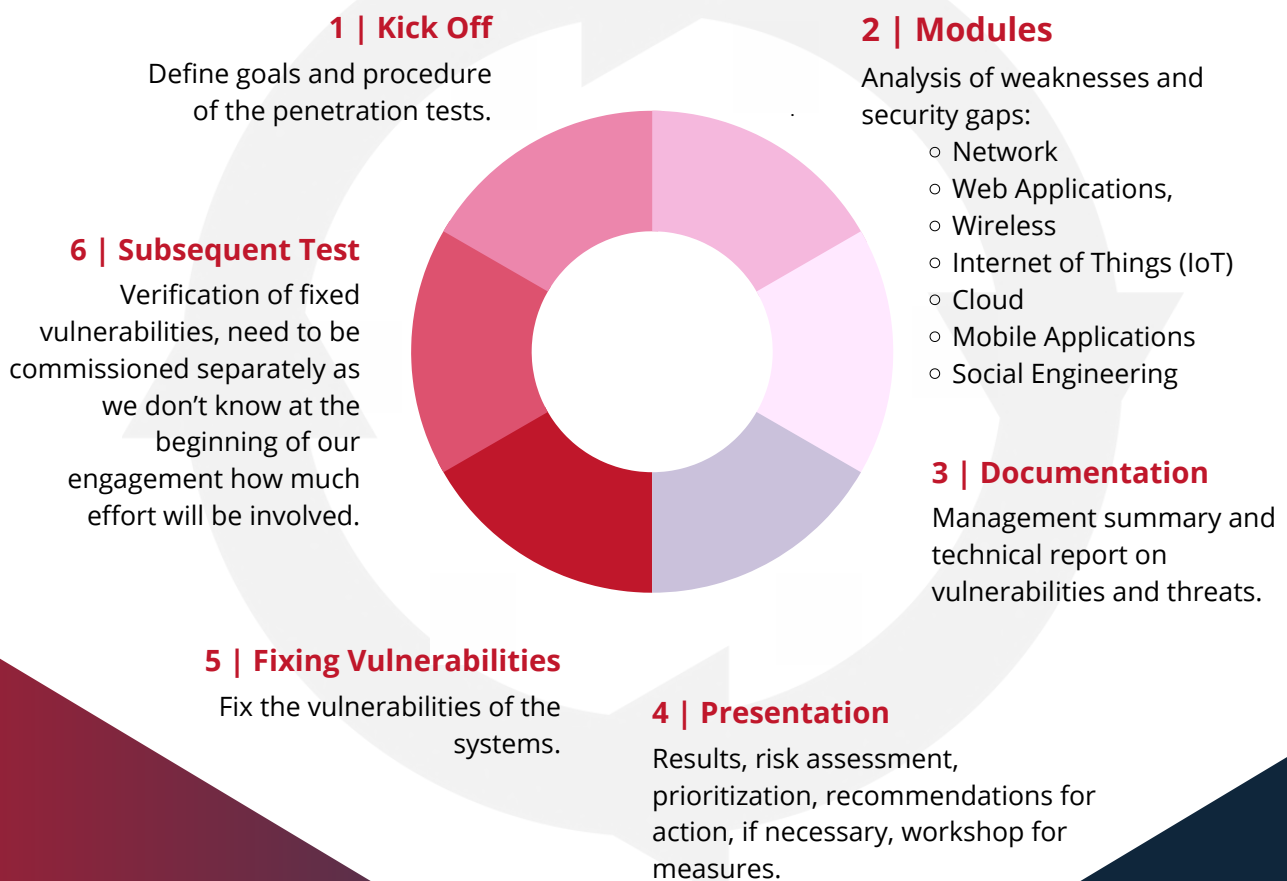 1 | Kick Off
Define goals and procedure
of the penetration tests.
2 | Modules
Analysis of weaknesses and
security gaps:
Network
Web Applications,
Wireless
Internet of Things (IoT)
Cloud
Mobile Applications
Social Engineering
3 | Documentation
Management summary and
technical report on
vulnerabilities and threats.
4 | Presentation
Results, risk assessment,
prioritization, recommendations for
action, if necessary, workshop for
measures.
5 | Fixing Vulnerabilities
Fix the vulnerabilities of the
systems.
6 | Subsequent Test
Verification of fixed
vulnerabilities, need to be
commissioned separately as
we don’t know at the
beginning of our
engagement how much
effort will be involved.